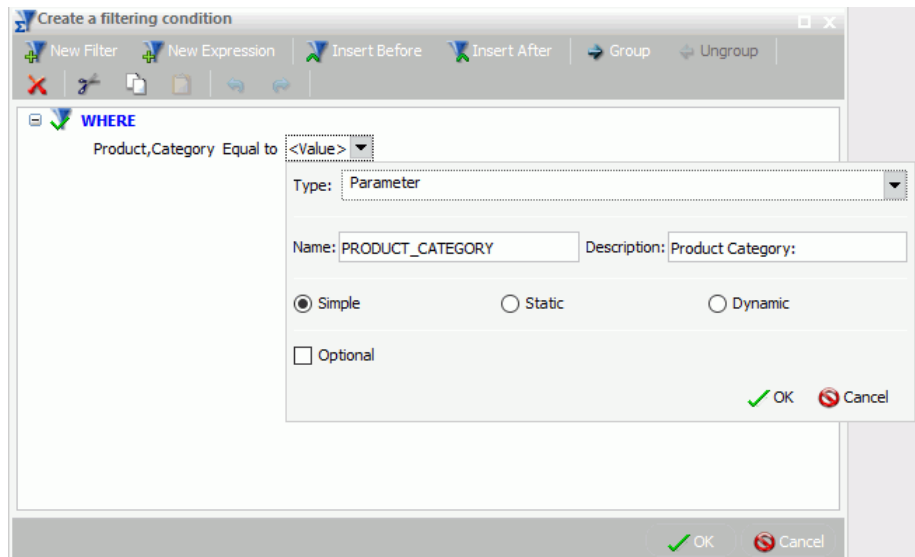 Create a filtering condition
New Filter New Expression Insert Before Insert After Group Ungroup
WHERE
Product,Category Equal to <Value>
Type: Parameter
Name: PRODUCT_CATEGORY Description: Product Category:
Simple Static Dynamic
Optional
OK Cancel
OK Cancel